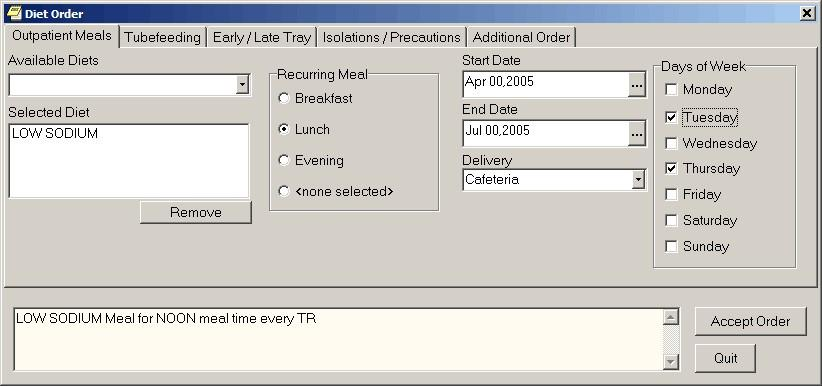 Diet Order
Outpatient Meals Tubefeeding Early / Late Tray Isolations / Precautions Additional Order
Available Diets
Selected Diet
LOW SODIUM
Remove
Recurring Meal
Breakfast
Lunch
Evening
<none selected>
Start Date
Apr 00,2005
...
End Date
Jul 00,2005
...
Delivery
Cafeteria
Days of Week
Monday
Tuesday
Wednesday
Thursday
Friday
Saturday
Sunday
LOW SODIUM Meal for NOON meal time every TR
Accept Order
Quit